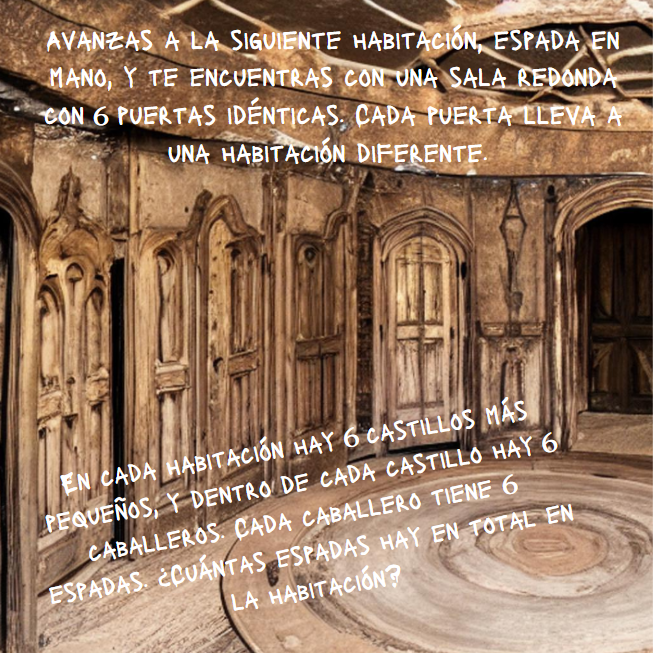 Avanzas a la siguiente habitación, espada en
mano, y te encuentras con una sala redonda
con 6 puertas idénticas. Cada puerta lleva a
una habitación diferente.
En cada habitación hay 6 castillos más
pequeños, y dentro de cada castillo hay 6
caballeros. Cada caballero tiene 6
espadas. ¿Cuántas espadas hay en total en
la habitación?